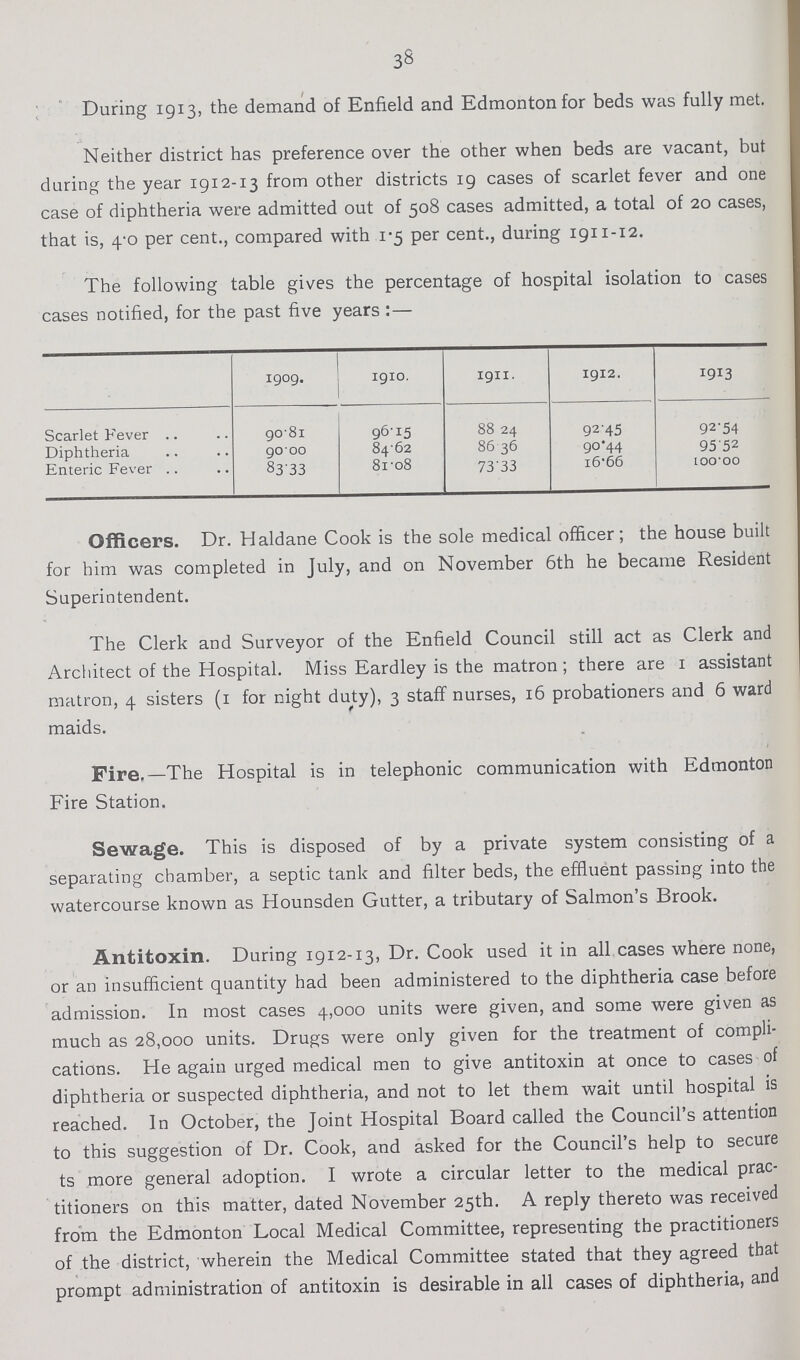 38
During 1913, the demand of Enfield and Edmonton for beds was fully met.
Neither district has preference over the other when beds are vacant, but
during the year 1912-13 from other districts 19 cases of scarlet fever and one
case of diphtheria were admitted out of 508 cases admitted, a total of 20 cases,
that is, 4·0 per cent., compared with 1·5 per cent., during 1911-12.
The following table gives the percentage of hospital isolation to cases
cases notified, for the past five years :—
1909. 1910. 1911. 1912. 1913
Scarlet Fever .. .. 90·81 96·15 88 24 92·45 92·54
Diphtheria .. .. 90·00 84·62 86 36 90·44 95·52
Enteric Fever .. .. 83·33 81·08 73·33 16·66 100·00
Officers. Dr. Haldane Cook is the sole medical officer; the house built
for him was completed in July, and on November 6th he became Resident
Superintendent.
The Clerk and Surveyor of the Enfield Council still act as Clerk and
Architect of the Hospital. Miss Eardley is the matron; there are 1 assistant
matron, 4 sisters (1 for night duty), 3 staff nurses, 16 probationers and 6 ward
maids.
Fire.—The Hospital is in telephonic communication with Edmonton
Fire Station.
Sewage. This is disposed of by a private system consisting of a
separating chamber, a septic tank and filter beds, the effluent passing into the
watercourse known as Hounsden Gutter, a tributary of Salmon's Brook.
Antitoxin. During 1912-13, Dr. Cook used it in all cases where none,
or an insufficient quantity had been administered to the diphtheria case before
admission. In most cases 4,000 units were given, and some were given as
much as 28,000 units. Drugs were only given for the treatment of compli-
cations. He again urged medical men to give antitoxin at once to cases of
diphtheria or suspected diphtheria, and not to let them wait until hospital is
reached. In October, the Joint Hospital Board called the Council's attention
to this suggestion of Dr. Cook, and asked for the Council's help to secure
ts more general adoption. I wrote a circular letter to the medical prac-
titioners on this matter, dated November 25th. A reply thereto was received
from the Edmonton Local Medical Committee, representing the practitioners
of the district, wherein the Medical Committee stated that they agreed that
prompt administration of antitoxin is desirable in all cases of diphtheria, and